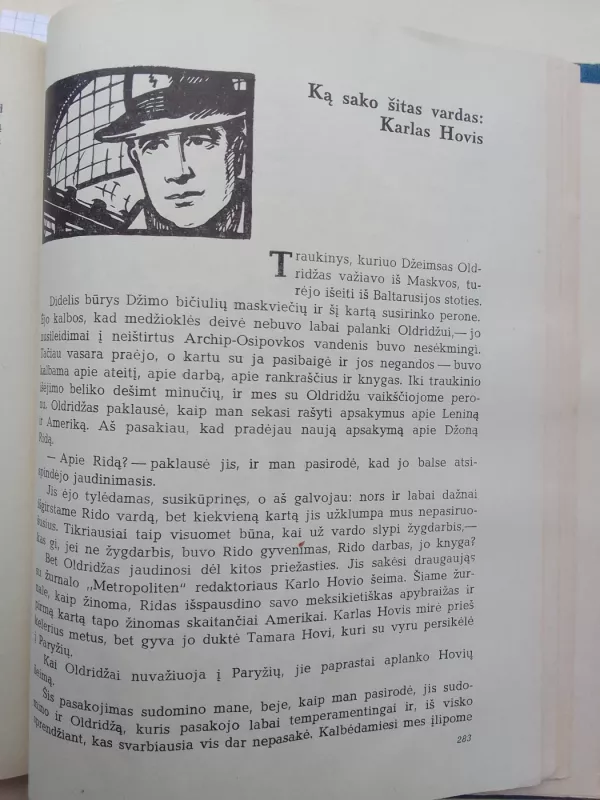 Ką sako šitas vardas:
Karlas Hovis
Traukinys, kuriuo Džeimsas Old-
ridžas važiavo iš Maskvos, tu-
rėjo išeiti iš Baltarusijos stoties.
Didelis būrys Džimo bičiulių maskviečių ir šį kartą susirinko perone.
Ėjo kalbos, kad medžioklės deivė nebuvo labai palanki Oldridžui,— jo
nusileidimai į neištirtus Archip-Osipovkos vandenis buvo nesėkmingi.
Tačiau vasara praėjo, o kartu su ja pasibaigė ir jos negandos — buvo
kalbama apie ateitį, apie darbą, apie rankraščius ir knygas. Iki traukinio
išėjimo beliko dešimt minučių, ir mes su Oldridžu vaikščiojome pero-
nu. Oldridžas paklausė, kaip man sekasi rašyti apsakymus apie Leniną
ir Ameriką. Aš pasakiau, kad pradėjau naują apsakymą apie Džoną
Ridą.
— Apie Ridą? — paklausė jis, ir man pasirodė, kad jo balse atsi-
spindėjo jaudinimasis.
Jis ėjo tylėdamas, susikūprinęs, o aš galvojau: nors ir labai dažnai
išgirstame Rido vardą, bet kiekvieną kartą jis užklumpa mus nepasiruo-
šusius. Tikriausiai taip visuomet būna, kai už vardo slypi žygdarbis,—
kas gi, jei ne žygdarbis, buvo Rido gyvenimas, Rido darbas, jo knyga?
Bet Oldridžas jaudinosi dėl kitos priežasties. Jis sakėsi draugaująs
su žurnalo „Metropoliten" redaktoriaus Karlo Hovio šeima. Šiame žur-
nale, kaip žinoma, Ridas išspausdino savo meksikietiškas apybraižas ir
pirmą kartą tapo žinomas skaitančiai Amerikai. Karlas Hovis mirė prieš
kelerius metus, bet gyva jo duktė Tamara Hovi, kuri su vyru persikėlė
į Paryžių.
Kai Oldridžai nuvažiuoja į Paryžių, jie paprastai aplanko Hovių
šeimą.
Šis pasakojimas sudomino mane, beje, kaip man pasirodė, jis sudo-
mino ir Oldridžą, kuris pasakojo labai temperamentingai ir, iš visko
sprendžiant, kas svarbiausia vis dar nepasakė. Kalbėdamiesi mes įlipome
283